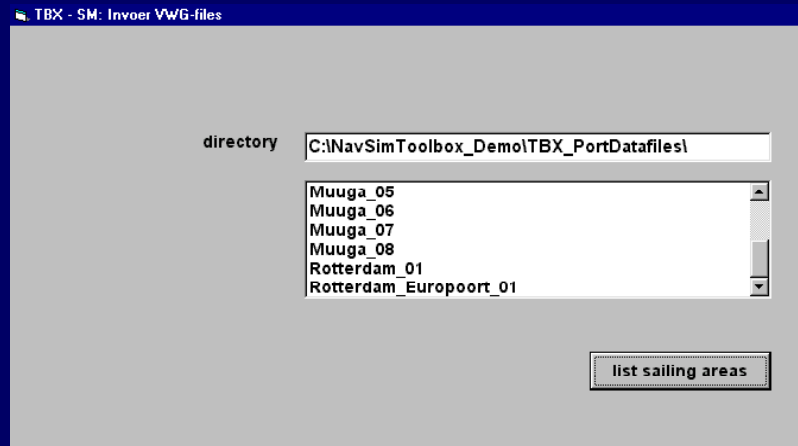 TBX - SM: Invoer VWG-files
directory
C:\NavSimToolbox_Demo\TBX_PortDatafiles\
Muuga_05
Muuga_06
Muuga_07
Muuga_08
Rotterdam_01
Rotterdam_Europoort_01
list sailing areas